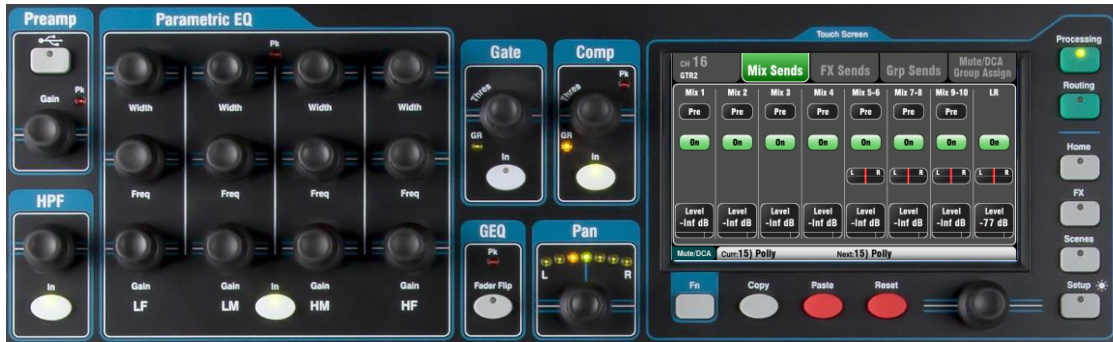 Preamp
Gain
Pk
HPF
In
Parametric EQ
Pk
Width
Width
Width
Width
Freq
Freq
Freq
Freq
Gain
Gain
In
Gain
Gain
LF
LM
HM
HF
Gate
Thres
GR
In
Comp
Pk
Thres
GR
In
GEQ
Pk
Fader Flip
Pan
L
R
Touch Screen
CH 16
GTR2
Mix Sends
FX Sends
Grp Sends
Mute/DCA
Group Assign
Mix 1 Mix 2 Mix 3 Mix 4 Mix 5-6 Mix 7-8 Mix 9-10 LR
Pre Pre Pre Pre Pre Pre Pre
On On On On On On On On
L R L R L R L R
Level Level Level Level Level Level Level Level
-Inf dB -Inf dB -Inf dB -Inf dB -Inf dB -Inf dB -Inf dB -77 dB
Mute/DCA Curr:15) Polly Next:15) Polly
Fn
Copy
Paste
Reset
Processing
Routing
Home
FX
Scenes
Setup